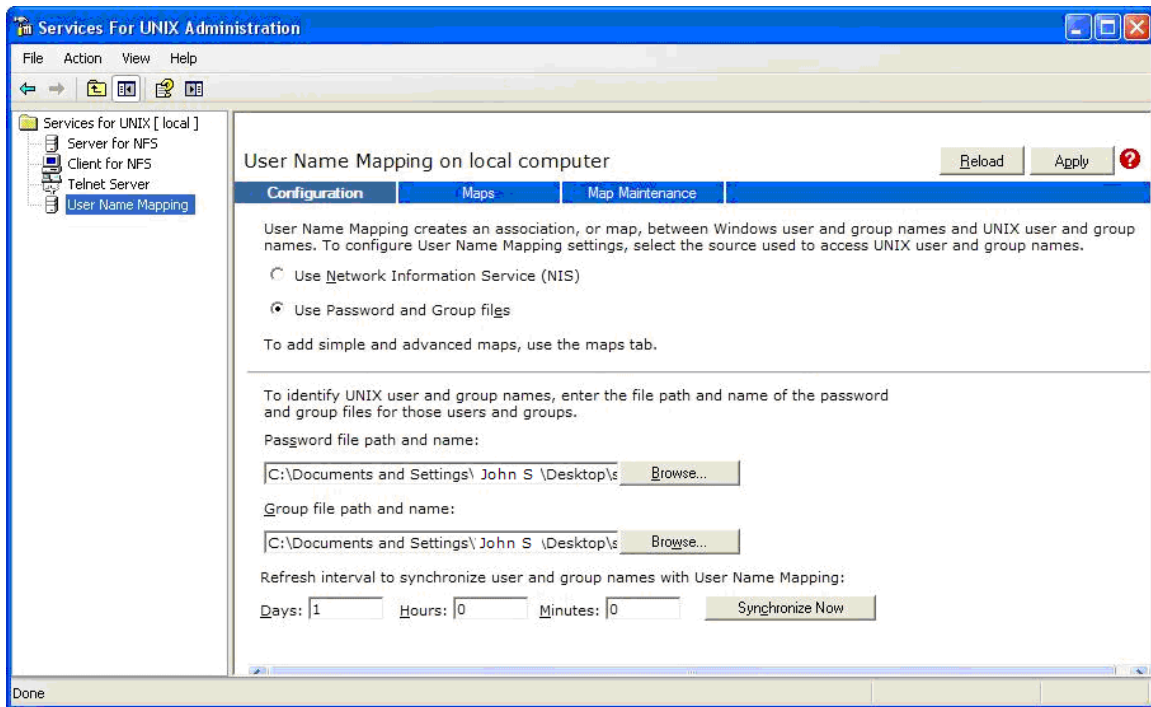 Services For UNIX Administration
File Action View Help
Services for UNIX [ local ]
Server for NFS
Client for NFS
Telnet Server
User Name Mapping
User Name Mapping on local computer
Reload
Apply
Configuration
Maps
Map Maintenance
User Name Mapping creates an association, or map, between Windows user and group names and UNIX user and group
names. To configure User Name Mapping settings, select the source used to access UNIX user and group names.
Use Network Information Service (NIS)
Use Password and Group files
To add simple and advanced maps, use the maps tab.
To identify UNIX user and group names, enter the file path and name of the password
and group files for those users and groups.
Password file path and name:
C:\Documents and Settings\ John S \Desktop\s
Browse...
Group file path and name:
C:\Documents and Settings\ John S \Desktop\s
Browse...
Refresh interval to synchronize user and group names with User Name Mapping:
Days: 1 Hours: 0 Minutes: 0 Synchronize Now
Done